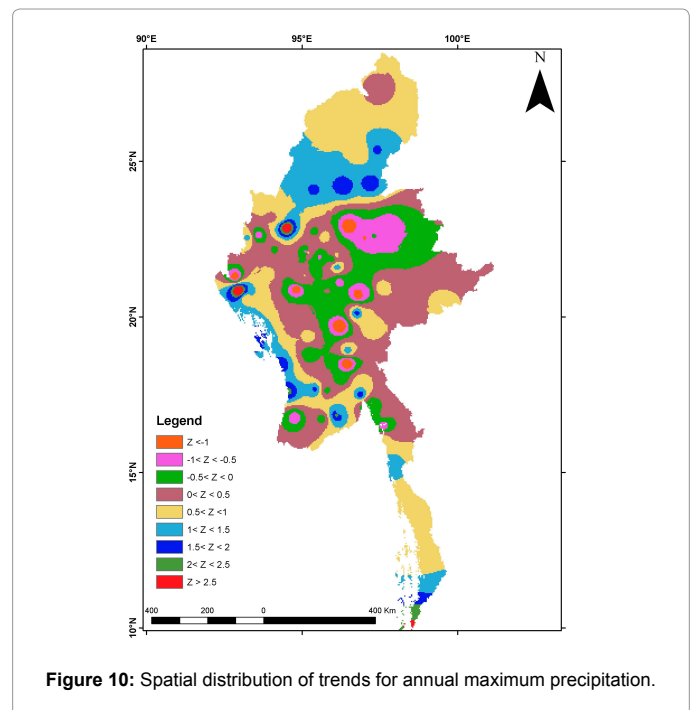 90°E 95°E 100°E
N
25°N
20°N
15°N
10°N
Legend
Z <-1
-1< Z < -0.5
-0.5< Z < 0
0< Z < 0.5
0.5< Z <1
1< Z < 1.5
1.5< Z < 2
2< Z < 2.5
Z > 2.5
400 200 0 400 Km
Figure 10: Spatial distribution of trends for annual maximum precipitation.